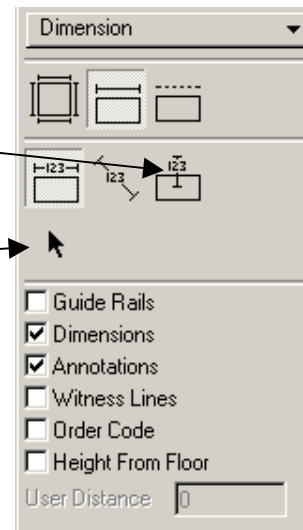 Dimension
123
123
123
Guide Rails
Dimensions
Annotations
Witness Lines
Order Code
Height From Floor
User Distance 0